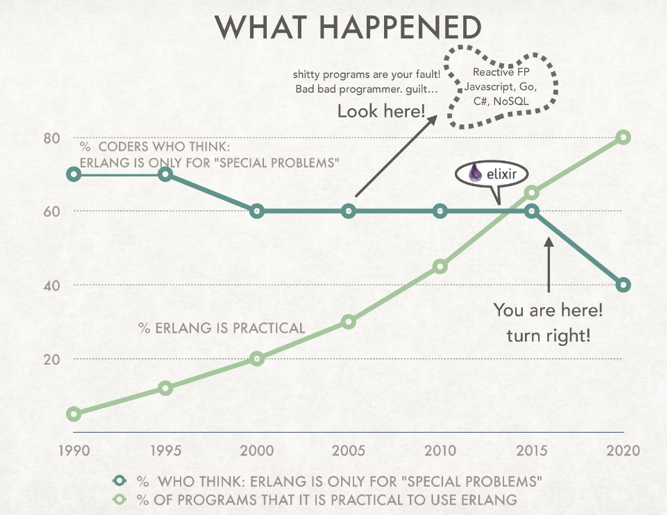 WHAT HAPPENED
shitty programs are your fault!
Bad bad programmer. guilt...
Look here!
Reactive FP
Javascript, Go,
C#, NoSQL
80
% CODERS WHO THINK:
ERLANG IS ONLY FOR "SPECIAL PROBLEMS"
elixir
60
40
You are here!
turn right!
% ERLANG IS PRACTICAL
20
1990 1995 2000 2005 2010 2015 2020
% WHO THINK: ERLANG IS ONLY FOR "SPECIAL PROBLEMS"
% OF PROGRAMS THAT IT IS PRACTICAL TO USE ERLANG